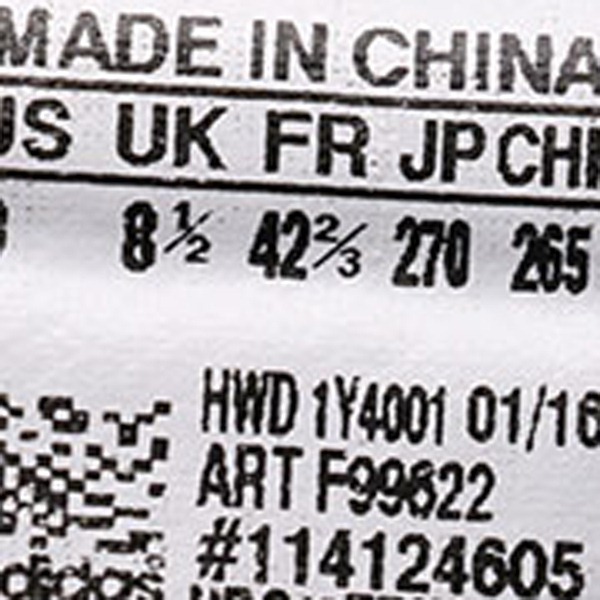 MADE IN CHINA
US UK FR JP CHN
8½ 42⅔ 270 265
HWD 1Y4001 01/16
ART F99622
#114124605
adidas